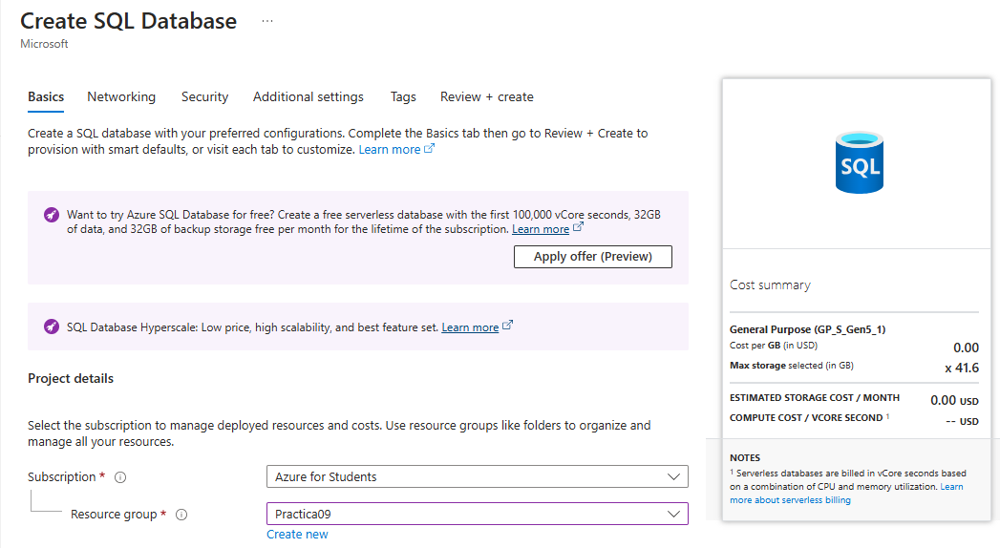 Create SQL Database ...
Microsoft
Basics Networking Security Additional settings Tags Review + create
Create a SQL database with your preferred configurations. Complete the Basics tab then go to Review + Create to
provision with smart defaults, or visit each tab to customize. Learn more
Want to try Azure SQL Database for free? Create a free serverless database with the first 100,000 vCore seconds, 32GB
of data, and 32GB of backup storage free per month for the lifetime of the subscription. Learn more
Apply offer (Preview)
SQL Database Hyperscale: Low price, high scalability, and best feature set. Learn more
Project details
Select the subscription to manage deployed resources and costs. Use resource groups like folders to organize and
manage all your resources.
Subscription *
Azure for Students
Resource group *
Practica09
Create new
SQL
Cost summary
General Purpose (GP_S_Gen5_1)
Cost per GB (in USD) 0.00
Max storage selected (in GB) x 41.6
ESTIMATED STORAGE COST / MONTH 0.00 USD
COMPUTE COST / VCORE SECOND 1 -- USD
NOTES
1 Serverless databases are billed in vCore seconds based
on a combination of CPU and memory utilization. Learn
more about serverless billing